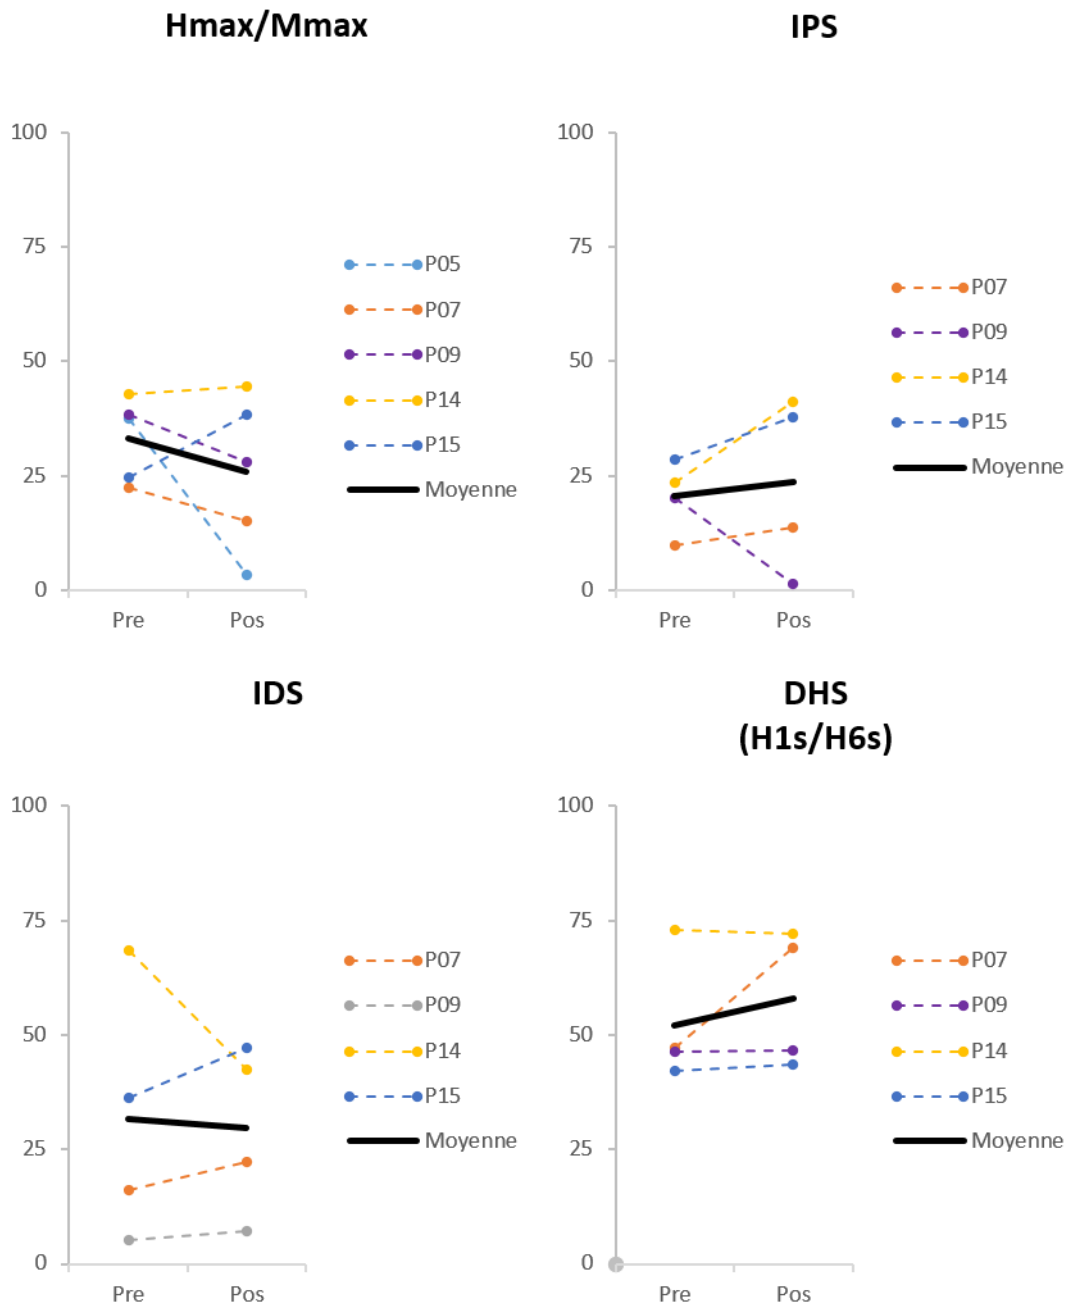 Hmax/Mmax
100
75
50
25
0
Pre
Pos
P05
P07
P09
P14
P15
Moyenne
IPS
100
75
50
25
0
Pre
Pos
P07
P09
P14
P15
Moyenne
IDS
100
75
50
25
0
Pre
Pos
P07
P09
P14
P15
Moyenne
DHS
(H1s/H6s)
100
75
50
25
0
Pre
Pos
P07
P09
P14
P15
Moyenne